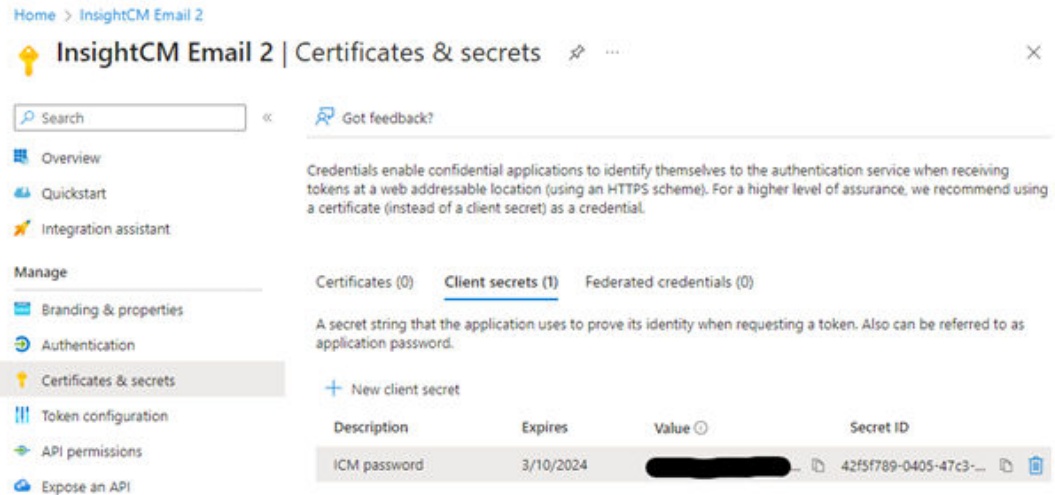 Home > InsightCM Email 2
InsightCM Email 2 | Certificates & secrets ...
Search «
Overview
Quickstart
Integration assistant
Manage
Branding & properties
Authentication
Certificates & secrets
Token configuration
API permissions
Expose an API
Got feedback?
Credentials enable confidential applications to identify themselves to the authentication service when receiving
tokens at a web addressable location (using an HTTPS scheme). For a higher level of assurance, we recommend using
a certificate (instead of a client secret) as a credential.
Certificates (0) Client secrets (1) Federated credentials (0)
A secret string that the application uses to prove its identity when requesting a token. Also can be referred to as
application password.
New client secret
Description Expires Value Secret ID
ICM password 3/10/2024 ... 42f5f789-0405-47c3-...